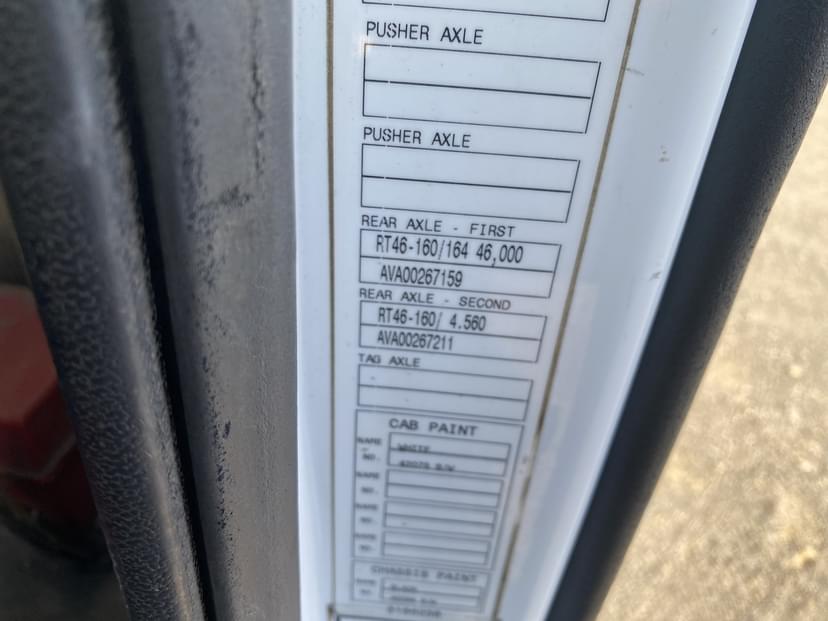 PUSHER AXLE
PUSHER AXLE
REAR AXLE - FIRST
RT46-160/164 46,000
AVA00267159
REAR AXLE - SECOND
RT46-160/ 4.560
AVA00267211
TAG AXLE
CAB PAINT
NAME WHITE
NO.
NAME
NO.
NAME
NO.
NAME
NO.
CHASSIS PAINT